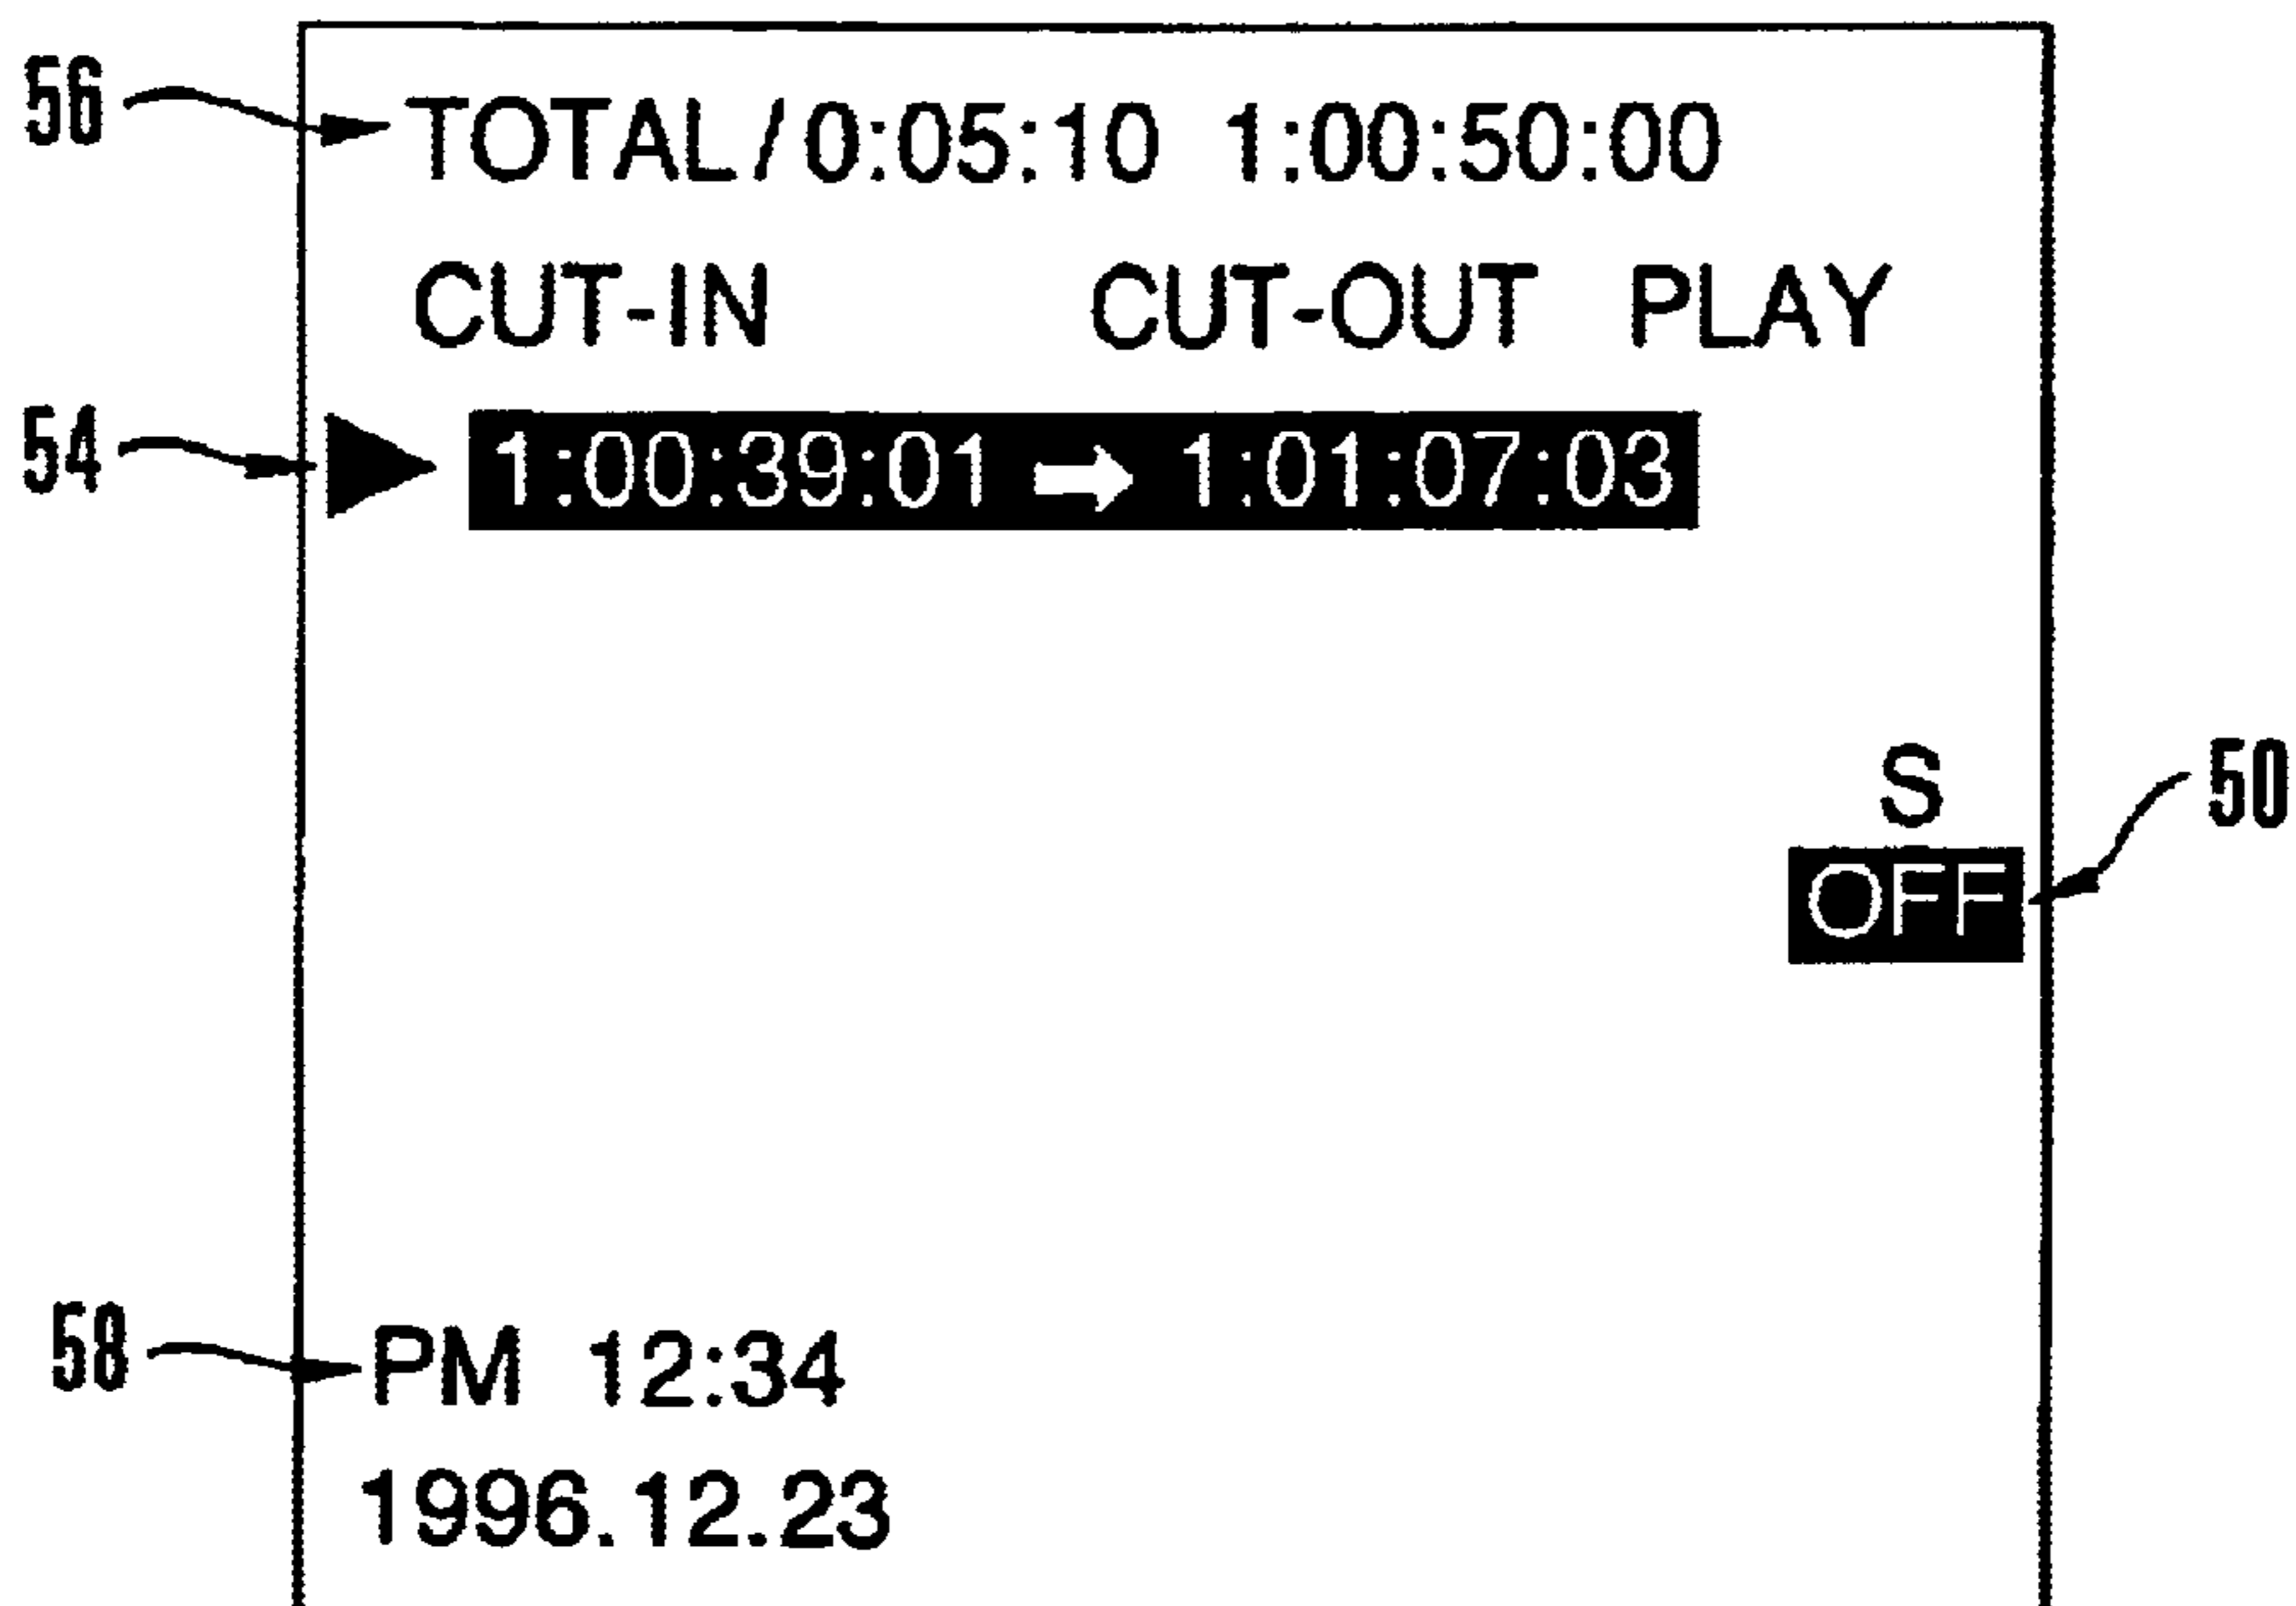 56 TOTAL/0:05:10 1:00:50:00
CUT-IN CUT-OUT PLAY
54 1:00:39:01 → 1:01:07:03
S 50
OFF
58 PM 12:34
1996.12.23